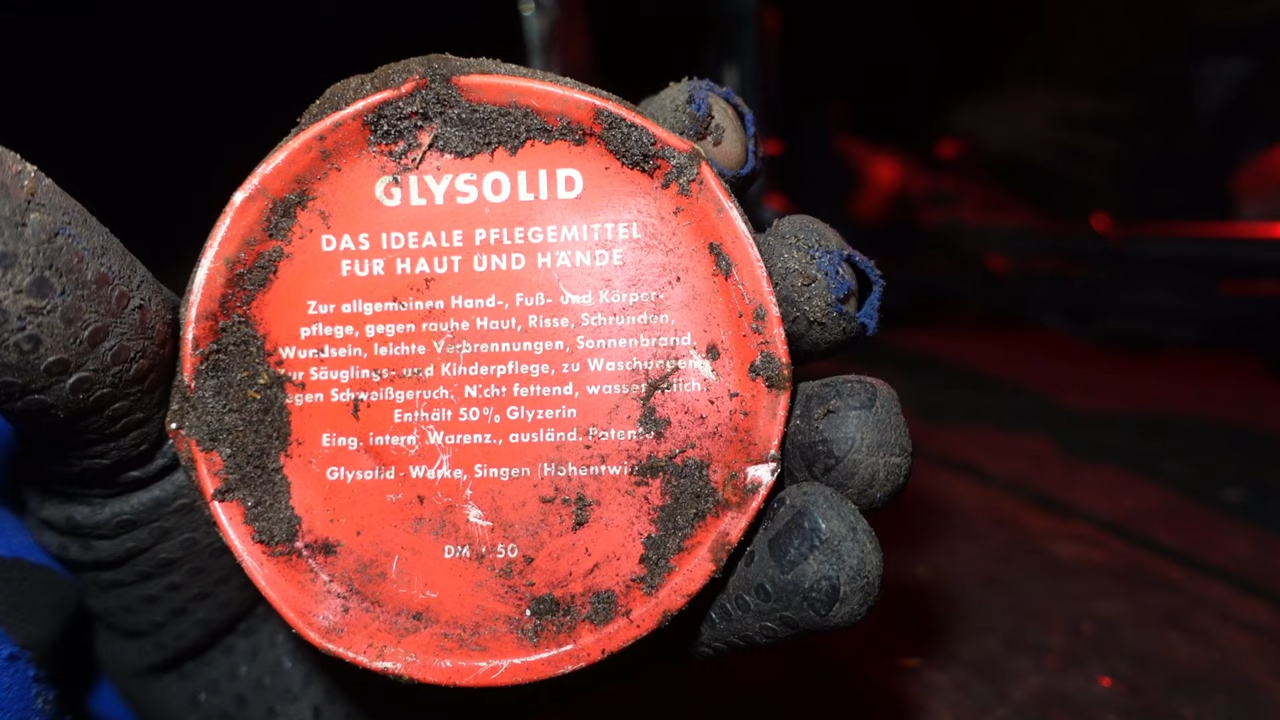 GLYSOLID
DAS IDEALE PFLEGEMITTEL
FÜR HAUT UND HÄNDE
Zur allgemeinen Hand-, Fuß- und Körper-
pflege, gegen rauhe Haut, Risse, Schrunden,
Wundsein, leichte Verbrennungen, Sonnenbrand.
Säuglings- und Kinderpflege, zu Waschungen
Schweißgeruch. Nicht fettend,
Enthält 50% Glyzerin
Eing. intern. Warenz., ausländ. Patente
Glysolid-Werke, Singen
DM 50